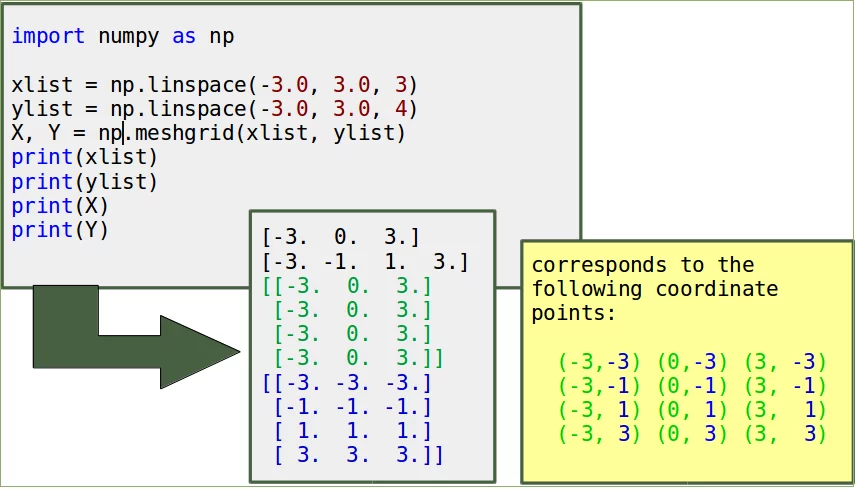 import numpy as np
xlist = np.linspace(-3.0, 3.0, 3)
ylist = np.linspace(-3.0, 3.0, 4)
X, Y = np.meshgrid(xlist, ylist)
print(xlist)
print(ylist)
print(X)
print(Y)
[-3.  0.  3.]
[-3. -1.  1.  3.]
[[-3.  0.  3.]
 [-3.  0.  3.]
 [-3.  0.  3.]
 [-3.  0.  3.]]
[[-3. -3. -3.]
 [-1. -1. -1.]
 [ 1.  1.  1.]
 [ 3.  3.  3.]]
corresponds to the
following coordinate
points:
(-3,-3) (0,-3) (3, -3)
(-3,-1) (0,-1) (3, -1)
(-3, 1) (0, 1) (3,  1)
(-3, 3) (0, 3) (3,  3)